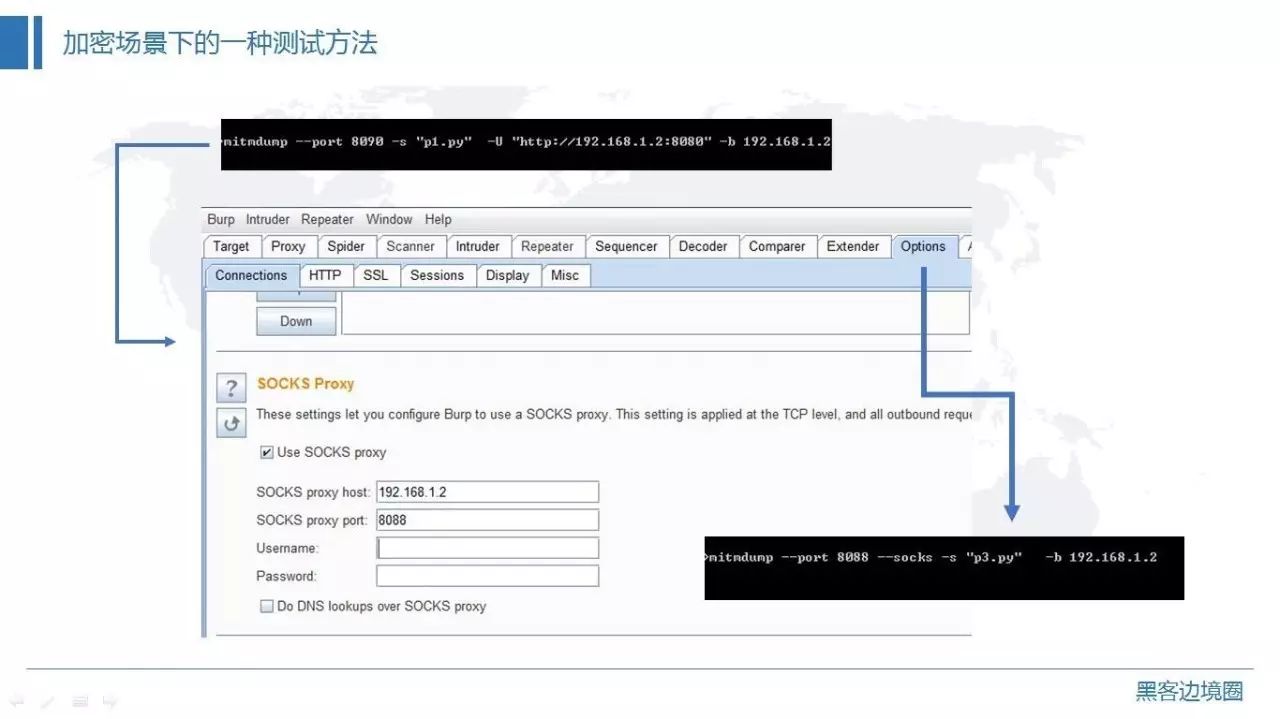 加密场景下的一种测试方法
mitmdump --port 8090 -s "p1.py" -U "http://192.168.1.2:8080" -b 192.168.1.2
Burp Intruder Repeater Window Help
Target Proxy Spider Scanner Intruder Repeater Sequencer Decoder Comparer Extender Options
Connections HTTP SSL Sessions Display Misc
Down
? SOCKS Proxy
These settings let you configure Burp to use a SOCKS proxy. This setting is applied at the TCP level, and all outbound reque
Use SOCKS proxy
SOCKS proxy host: 192.168.1.2
SOCKS proxy port: 8088
Username:
Password:
Do DNS lookups over SOCKS proxy
>mitmdump --port 8088 --socks -s "p3.py" -b 192.168.1.2
黑客边境圈